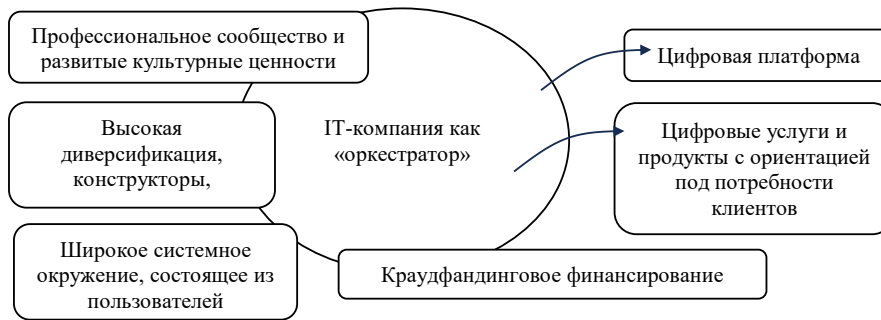 Профессиональное сообщество и
развитые культурные ценности
Высокая
диверсификация,
конструкторы,
Широкое системное
окружение, состоящее из
пользователей
IT-компания как
«оркестратор»
Краудфандинговое финансирование
Цифровая платформа
Цифровые услуги и
продукты с ориентацией
под потребности
клиентов